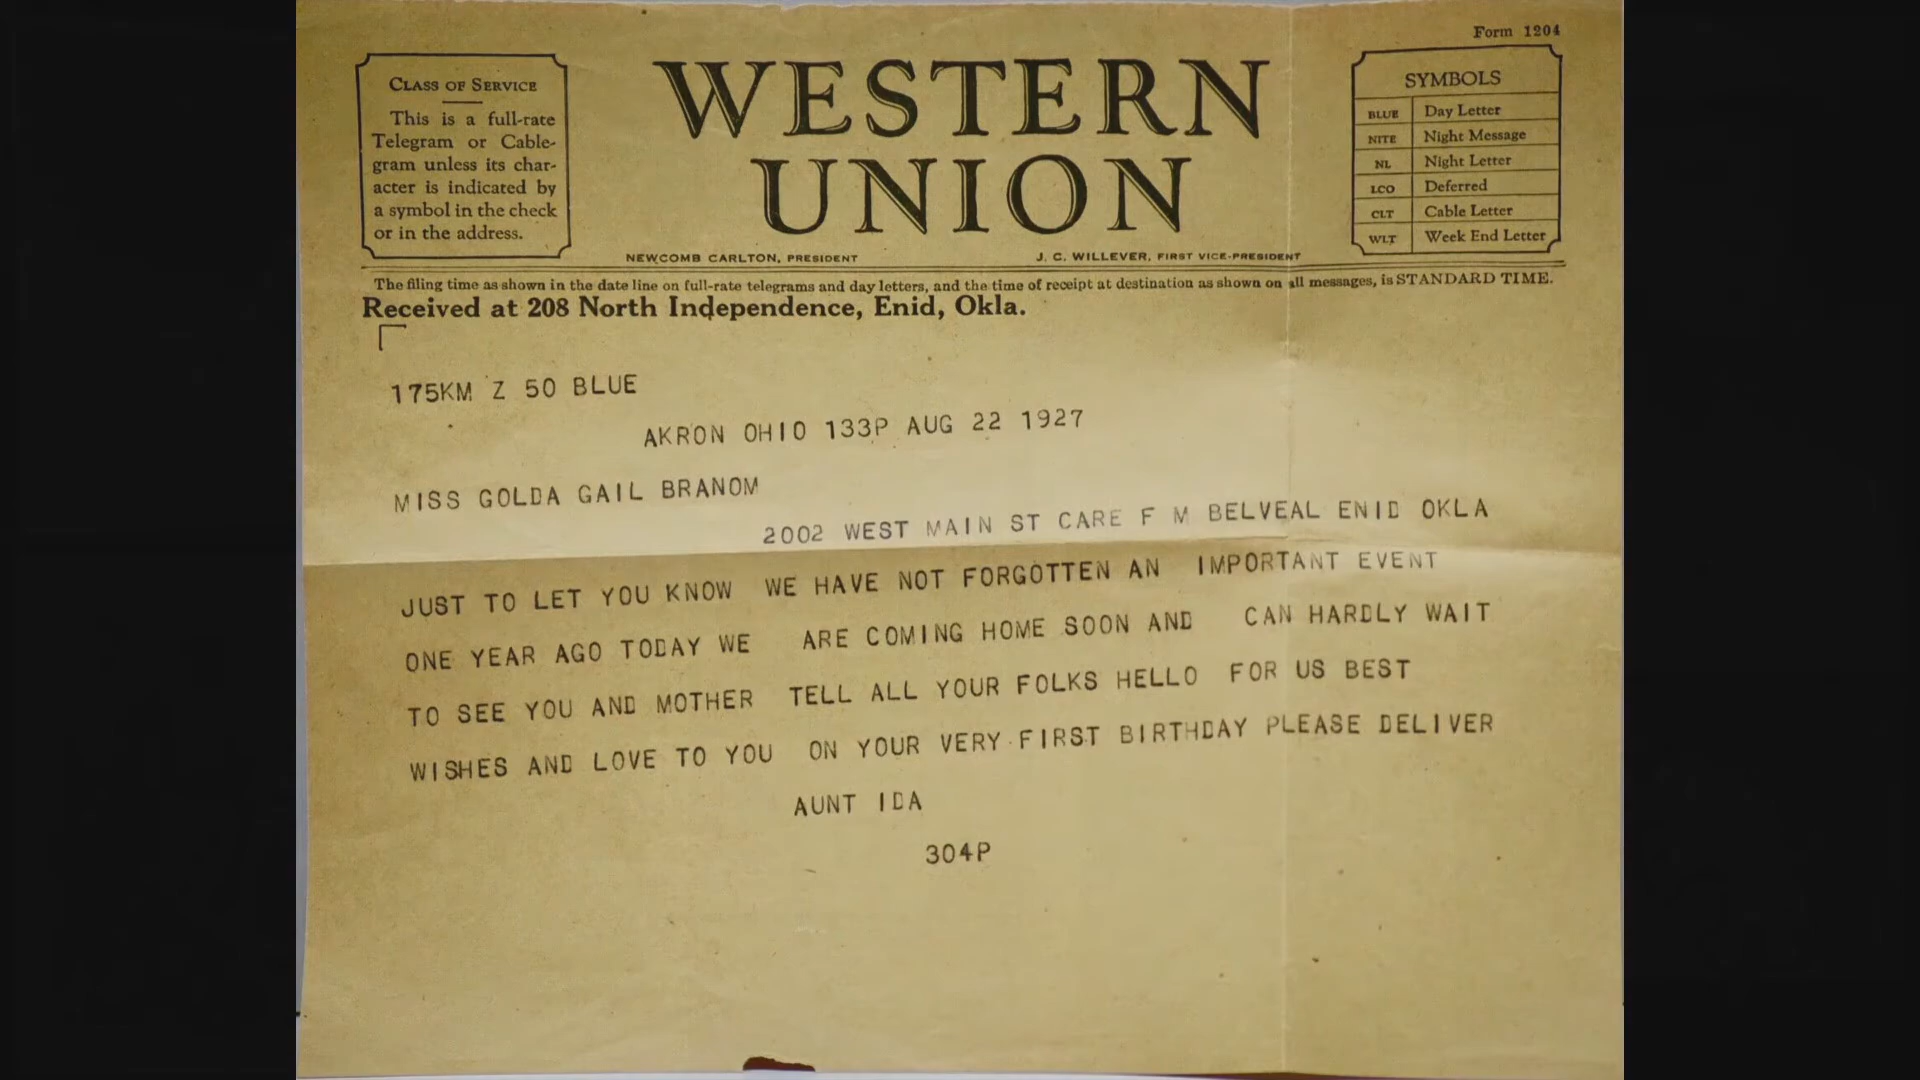 Form 1204
CLASS OF SERVICE
This is a full-rate
Telegram or Cable-
gram unless its char-
acter is indicated by
a symbol in the check
or in the address.
WESTERN
UNION
NEWCOMB CARLTON, PRESIDENT
J. C. WILLEVER, FIRST VICE-PRESIDENT
SYMBOLS
BLUE Day Letter
NITE Night Message
NL Night Letter
LCO Deferred
CLT Cable Letter
WLT Week End Letter
The filing time as shown in the date line on full-rate telegrams and day letters, and the time of receipt at destination as shown on all messages, is STANDARD TIME.
Received at 208 North Independence, Enid, Okla.
175KM Z 50 BLUE
AKRON OHIO 133P AUG 22 1927
MISS GOLDA GAIL BRANOM
2002 WEST MAIN ST CARE F M BELVEAL ENID OKLA
JUST TO LET YOU KNOW WE HAVE NOT FORGOTTEN AN IMPORTANT EVENT
ONE YEAR AGO TODAY WE ARE COMING HOME SOON AND CAN HARDLY WAIT
TO SEE YOU AND MOTHER TELL ALL YOUR FOLKS HELLO FOR US BEST
WISHES AND LOVE TO YOU ON YOUR VERY FIRST BIRTHDAY PLEASE DELIVER
AUNT IDA
304P